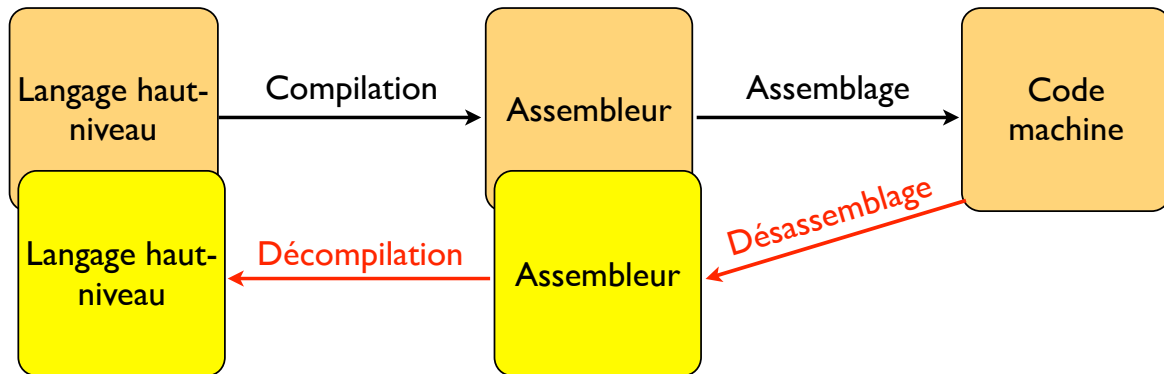 Langage haut-
niveau
Compilation
Assembleur
Assemblage
Code
machine
Désassemblage
Langage haut-
niveau
Décompilation
Assembleur